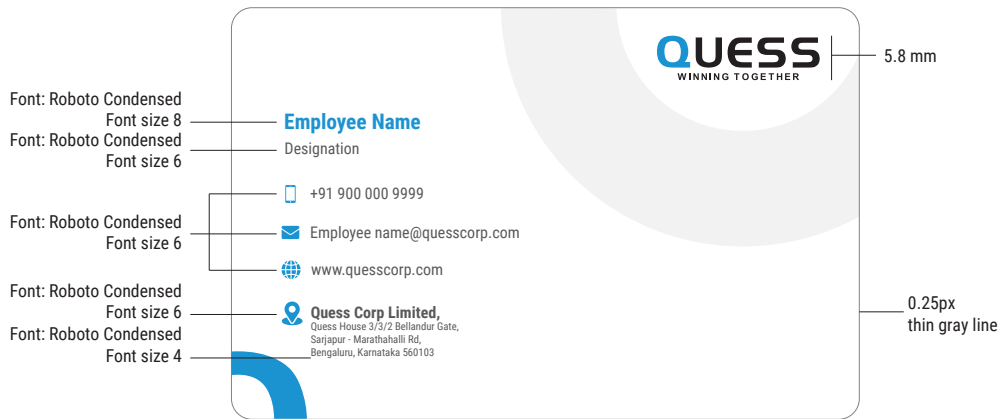 QUESS
WINNING TOGETHER
5.8 mm
Font: Roboto Condensed
Font size 8
Employee Name
Font: Roboto Condensed
Font size 6
Designation
+91 900 000 9999
Font: Roboto Condensed
Font size 6
Employee name@quesscorp.com
www.quesscorp.com
Font: Roboto Condensed
Font size 6
Quess Corp Limited,
Quess House 3/3/2 Bellandur Gate,
Sarjapur - Marathahalli Rd,
Bengaluru, Karnataka 560103
Font: Roboto Condensed
Font size 4
0.25px
thin gray line